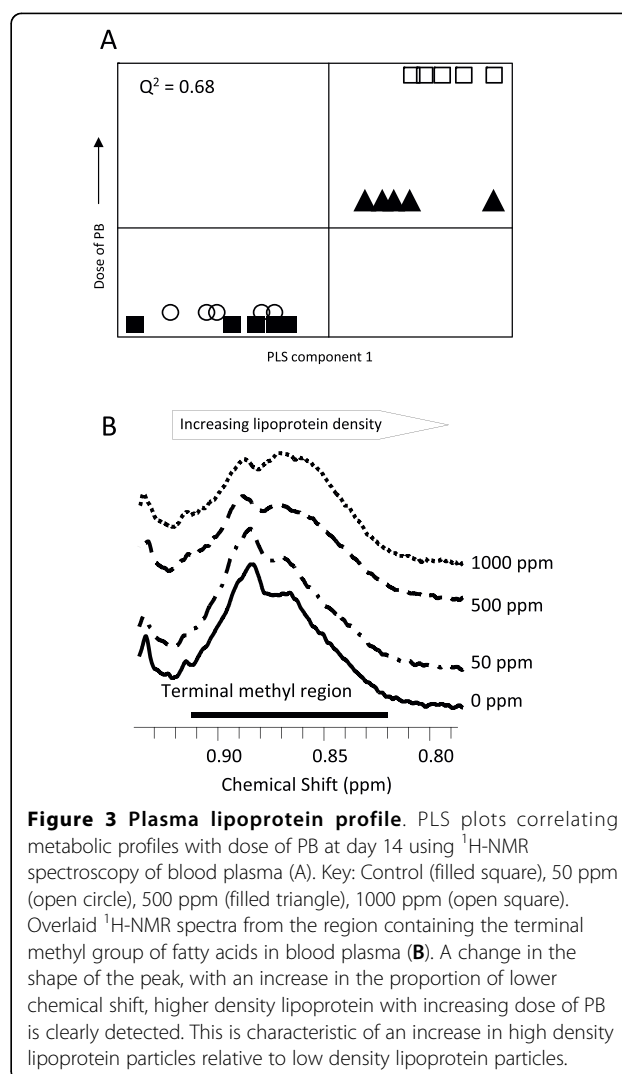 A
Q² = 0.68
Dose of PB
PLS component 1
B
Increasing lipoprotein density
1000 ppm
500 ppm
50 ppm
0 ppm
Terminal methyl region
0.90 0.85 0.80
Chemical Shift (ppm)
Figure 3 Plasma lipoprotein profile. PLS plots correlating
metabolic profiles with dose of PB at day 14 using ¹H-NMR
spectroscopy of blood plasma (A). Key: Control (filled square), 50 ppm
(open circle), 500 ppm (filled triangle), 1000 ppm (open square).
Overlaid ¹H-NMR spectra from the region containing the terminal
methyl group of fatty acids in blood plasma (B). A change in the
shape of the peak, with an increase in the proportion of lower
chemical shift, higher density lipoprotein with increasing dose of PB
is clearly detected. This is characteristic of an increase in high density
lipoprotein particles relative to low density lipoprotein particles.